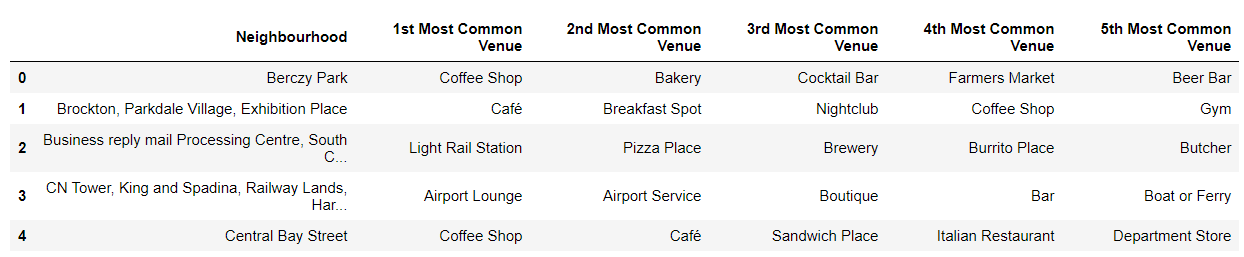 Neighbourhood 1st Most Common Venue 2nd Most Common Venue 3rd Most Common Venue 4th Most Common Venue 5th Most Common Venue
0 Berczy Park Coffee Shop Bakery Cocktail Bar Farmers Market Beer Bar
1 Brockton, Parkdale Village, Exhibition Place Café Breakfast Spot Nightclub Coffee Shop Gym
2 Business reply mail Processing Centre, South C... Light Rail Station Pizza Place Brewery Burrito Place Butcher
3 CN Tower, King and Spadina, Railway Lands, Har... Airport Lounge Airport Service Boutique Bar Boat or Ferry
4 Central Bay Street Coffee Shop Café Sandwich Place Italian Restaurant Department Store